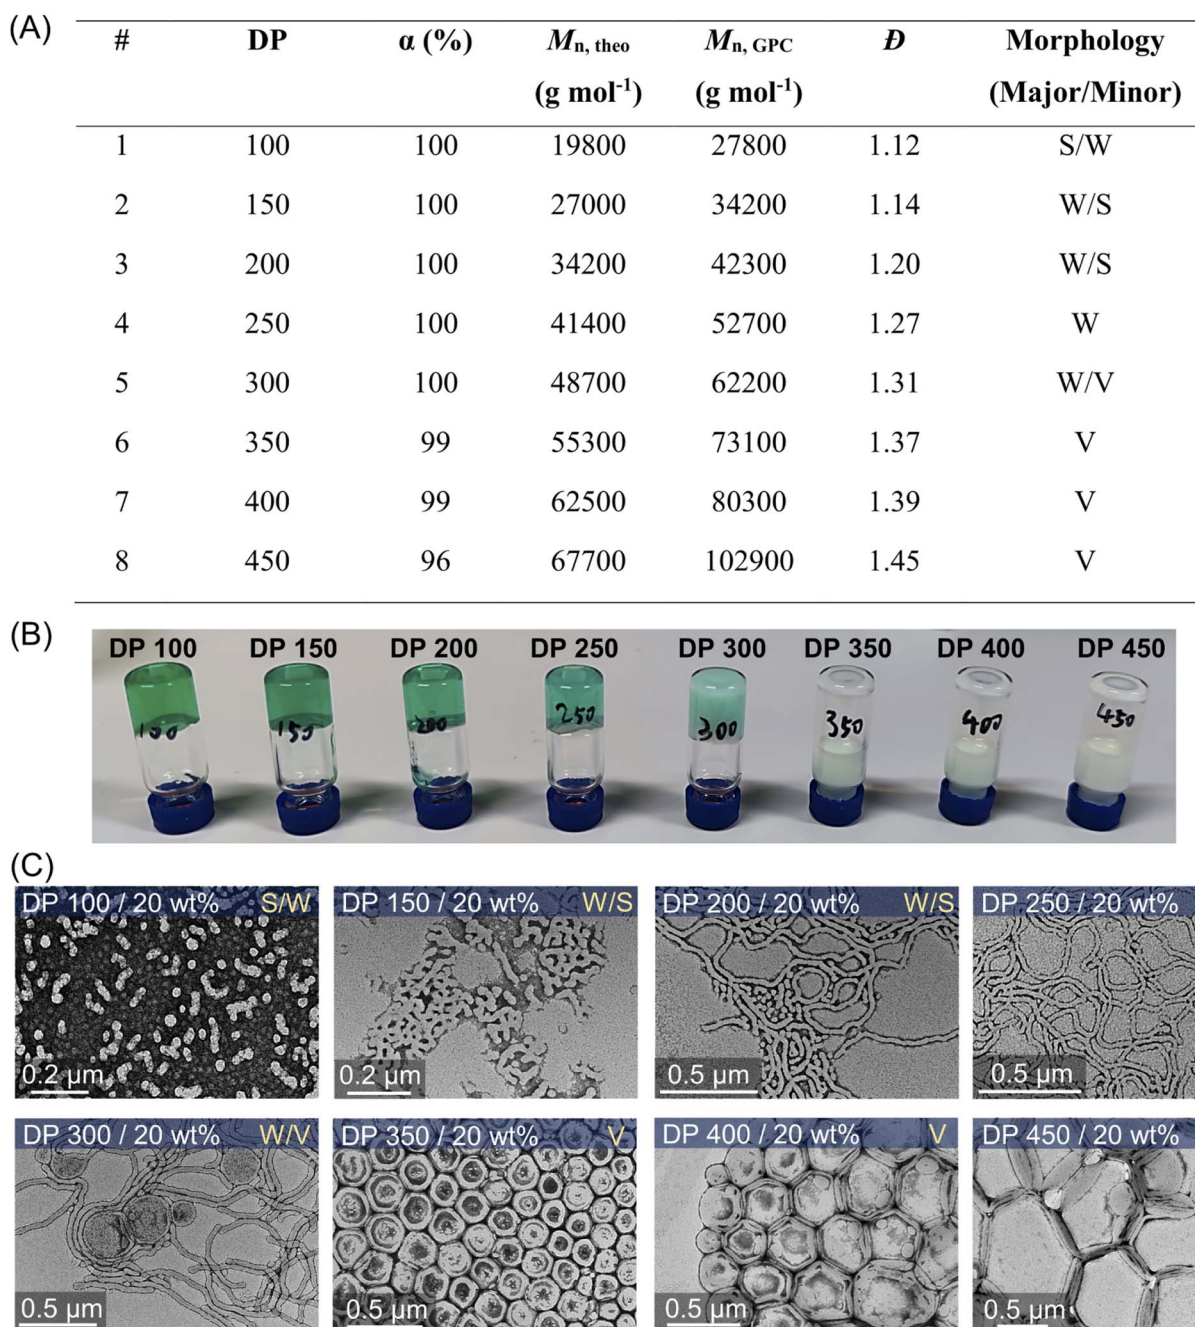 (A)
# DP α (%) Mn, theo Mn, GPC Đ Morphology
(g mol-1) (g mol-1) (Major/Minor)
1 100 100 19800 27800 1.12 S/W
2 150 100 27000 34200 1.14 W/S
3 200 100 34200 42300 1.20 W/S
4 250 100 41400 52700 1.27 W
5 300 100 48700 62200 1.31 W/V
6 350 99 55300 73100 1.37 V
7 400 99 62500 80300 1.39 V
8 450 96 67700 102900 1.45 V
(B)
DP 100 DP 150 DP 200 DP 250 DP 300 DP 350 DP 400 DP 450
100 150 200 250 300 350 400 450
(C)
DP 100 / 20 wt% S/W DP 150 / 20 wt% W/S DP 200 / 20 wt% W/S DP 250 / 20 wt%
0.2 μm 0.2 μm 0.5 μm 0.5 μm
DP 300 / 20 wt% W/V DP 350 / 20 wt% V DP 400 / 20 wt% V DP 450 / 20 wt%
0.5 μm 0.5 μm 0.5 μm 0.5 μm